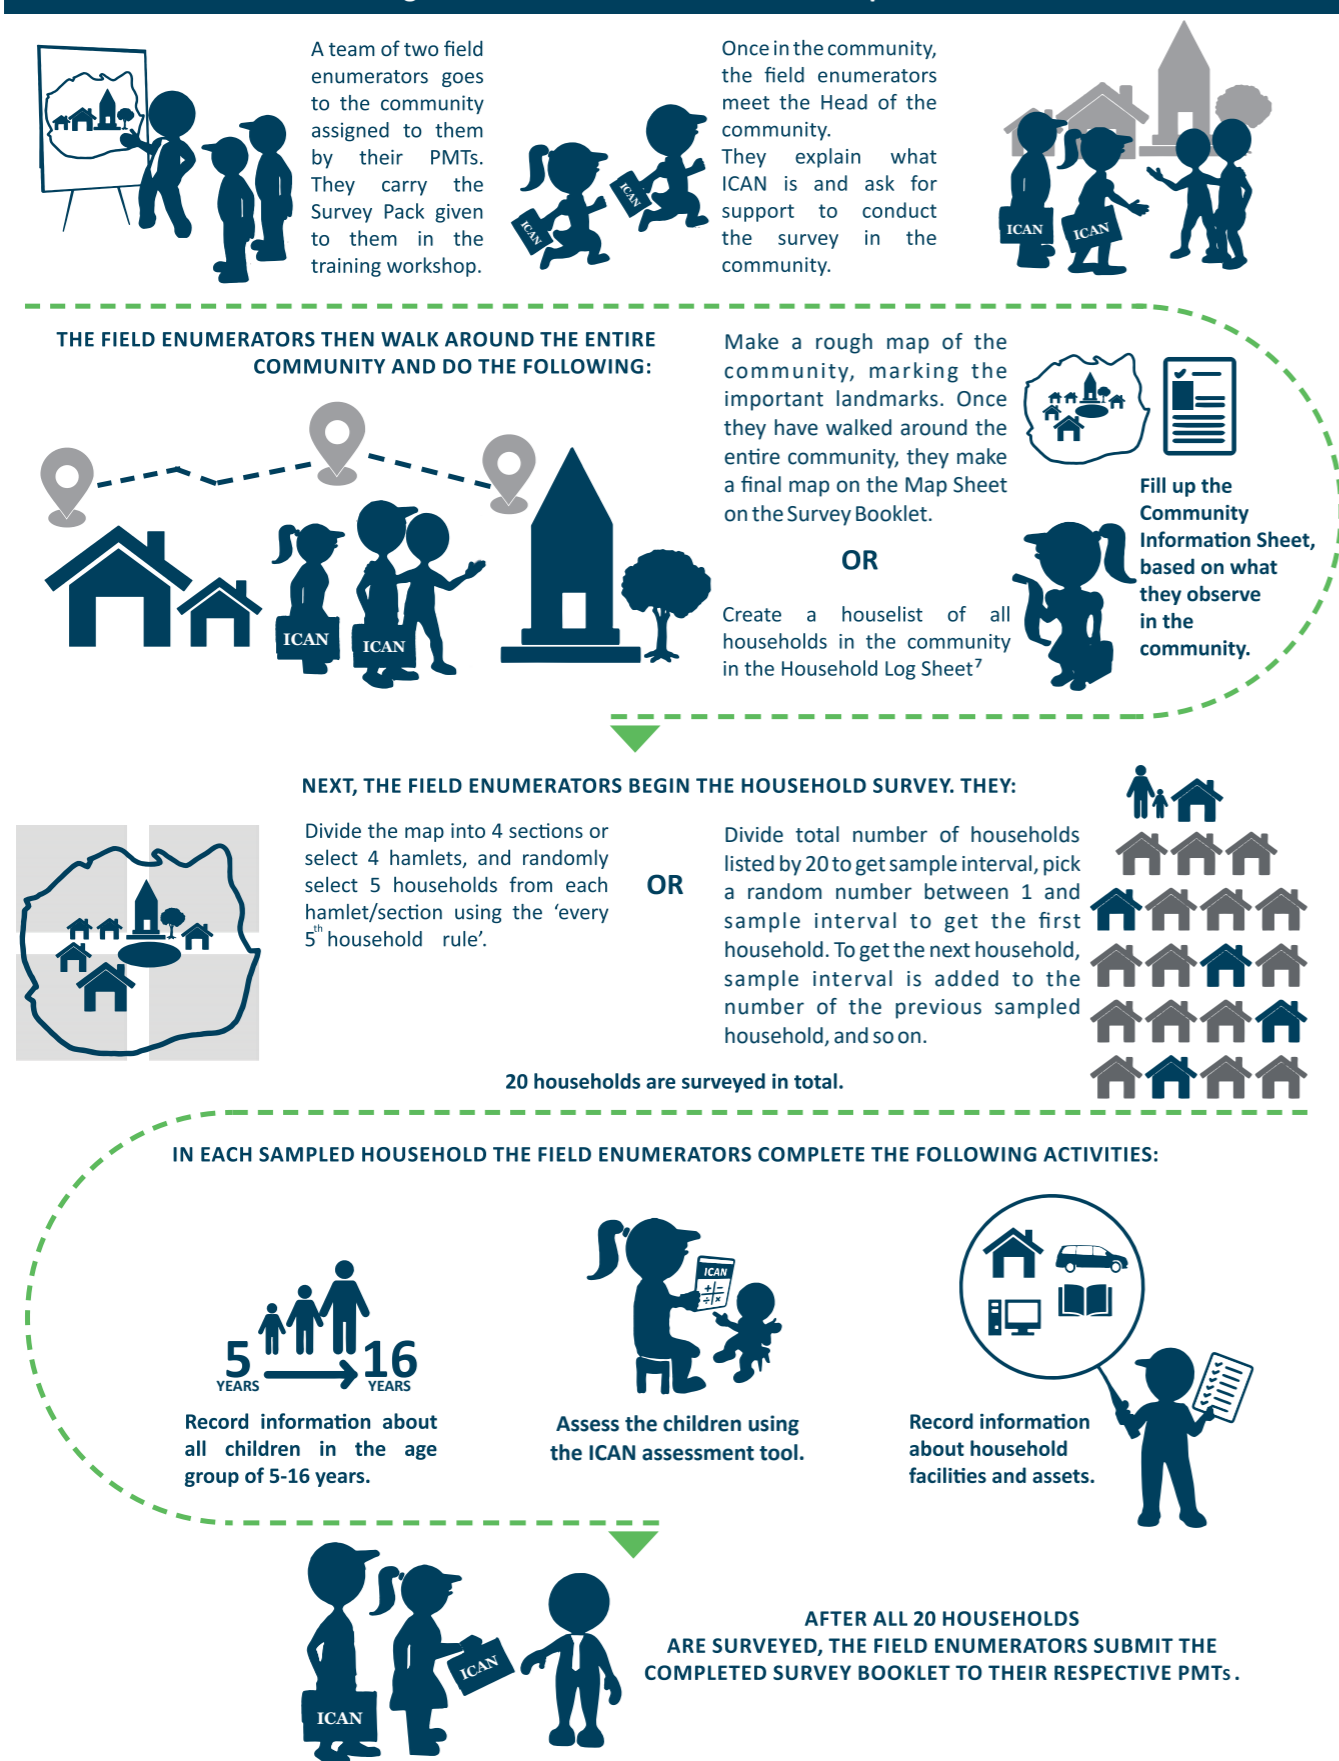 A team of two field
enumerators goes
to the community
assigned to them
by their PMTs.
They carry the
Survey Pack given
to them in the
training workshop.
ICAN
ICAN
Once in the community,
the field enumerators
meet the Head of the
community.
They explain what
ICAN is and ask for
support to conduct
the survey in the
community.
ICAN
ICAN
THE FIELD ENUMERATORS THEN WALK AROUND THE ENTIRE
COMMUNITY AND DO THE FOLLOWING:
ICAN
ICAN
Make a rough map of the
community, marking the
important landmarks. Once
they have walked around the
entire community, they make
a final map on the Map Sheet
on the Survey Booklet.
OR
Create a houselist of all
households in the community
in the Household Log Sheet⁷
Fill up the
Community
Information Sheet,
based on what
they observe
in the
community.
NEXT, THE FIELD ENUMERATORS BEGIN THE HOUSEHOLD SURVEY. THEY:
Divide the map into 4 sections or
select 4 hamlets, and randomly
select 5 households from each
hamlet/section using the ‘every
5th household rule’.
OR
Divide total number of households
listed by 20 to get sample interval, pick
a random number between 1 and
sample interval to get the first
household. To get the next household,
sample interval is added to the
number of the previous sampled
household, and so on.
20 households are surveyed in total.
IN EACH SAMPLED HOUSEHOLD THE FIELD ENUMERATORS COMPLETE THE FOLLOWING ACTIVITIES:
5 16
YEARS YEARS
Record information about
all children in the age
group of 5-16 years.
ICAN
+ -
÷ ×
Assess the children using
the ICAN assessment tool.
Record information
about household
facilities and assets.
ICAN
ICAN
AFTER ALL 20 HOUSEHOLDS
ARE SURVEYED, THE FIELD ENUMERATORS SUBMIT THE
COMPLETED SURVEY BOOKLET TO THEIR RESPECTIVE PMTs.